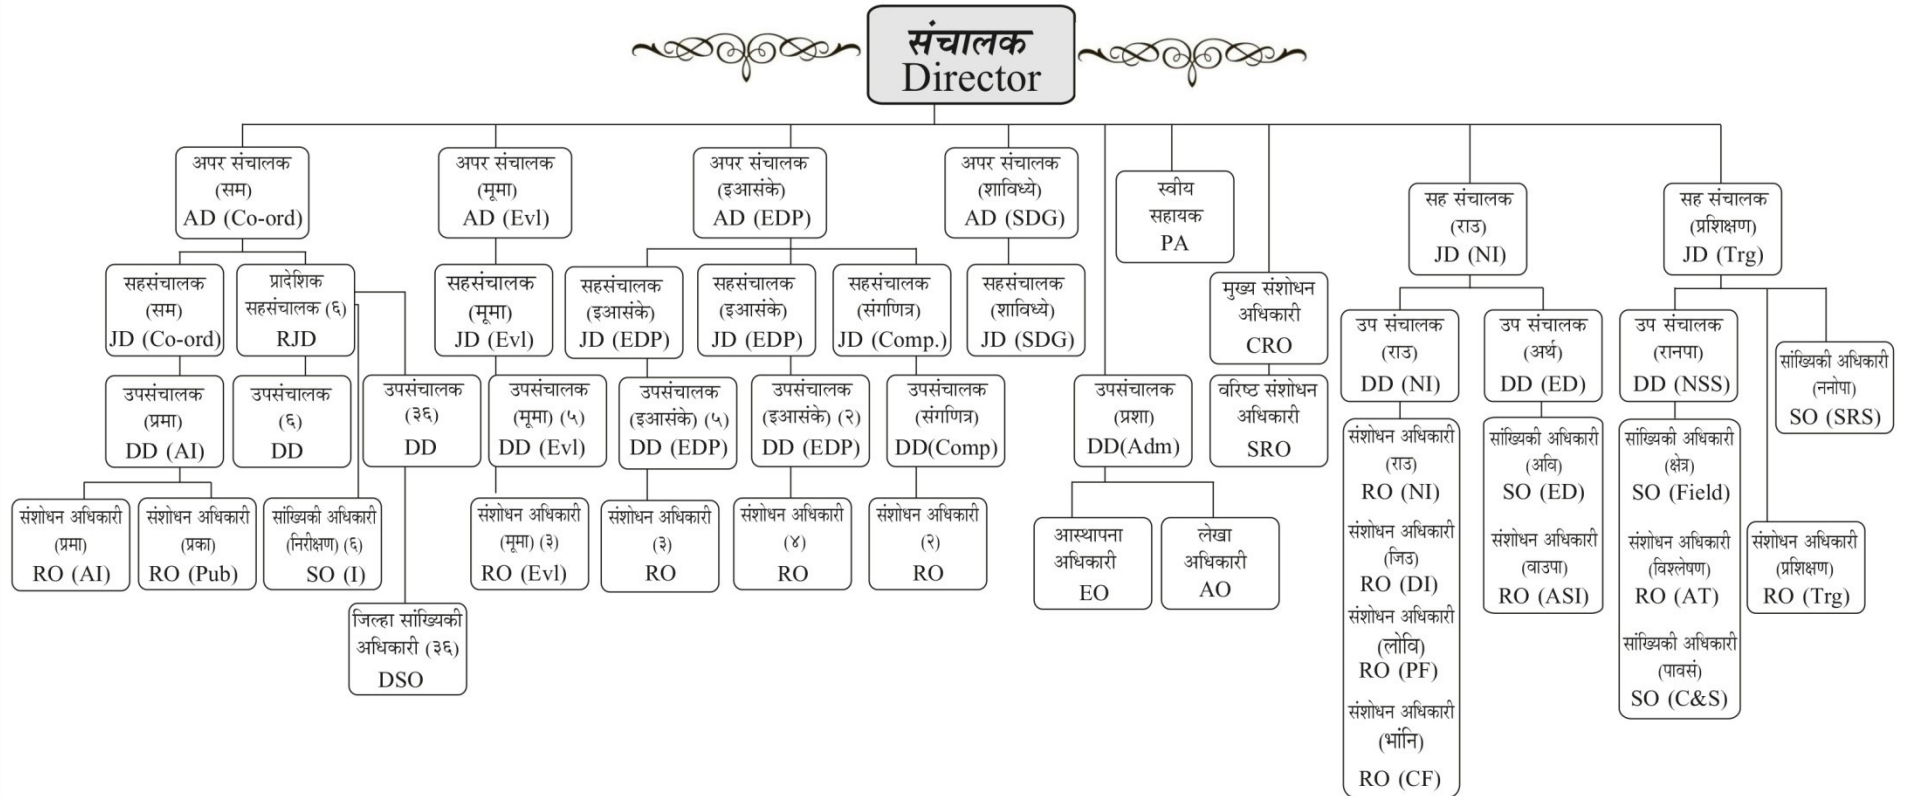 संचालक
Director
अपर संचालक
(सम)
AD (Co-ord)
अपर संचालक
(मूमा)
AD (Evl)
अपर संचालक
(इआसंके)
AD (EDP)
अपर संचालक
(शाविध्ये)
AD (SDG)
स्वीय
सहायक
PA
सह संचालक
(राउ)
JD (NI)
सह संचालक
(प्रशिक्षण)
JD (Trg)
सहसंचालक
(सम)
JD (Co-ord)
प्रादेशिक
सहसंचालक (६)
RJD
सहसंचालक
(मूमा)
JD (Evl)
सहसंचालक
(इआसंके)
JD (EDP)
सहसंचालक
(इआसंके)
JD (EDP)
सहसंचालक
(संगणित्र)
JD (Comp.)
सहसंचालक
(शाविध्ये)
JD (SDG)
मुख्य संशोधन
अधिकारी
CRO
उप संचालक
(राउ)
DD (NI)
उप संचालक
(अर्थ)
DD (ED)
उप संचालक
(रानपा)
DD (NSS)
सांख्यिकी अधिकारी
(ननोपा)
SO (SRS)
उपसंचालक
(प्रमा)
DD (AI)
उपसंचालक
(६)
DD
उपसंचालक
(३६)
DD
उपसंचालक
(मूमा) (५)
DD (Evl)
उपसंचालक
(इआसंके) (५)
DD (EDP)
उपसंचालक
(इआसंके) (२)
DD (EDP)
उपसंचालक
(संगणित्र)
DD(Comp)
उपसंचालक
(प्रशा)
DD(Adm)
वरिष्ठ संशोधन
अधिकारी
SRO
संशोधन अधिकारी
(राउ)
RO (NI)
संशोधन अधिकारी
(जिउ)
RO (DI)
संशोधन अधिकारी
(लोवि)
RO (PF)
संशोधन अधिकारी
(भांनि)
RO (CF)
सांख्यिकी अधिकारी
(अवि)
SO (ED)
संशोधन अधिकारी
(वाउपा)
RO (ASI)
सांख्यिकी अधिकारी
(क्षेत्र)
SO (Field)
संशोधन अधिकारी
(विश्लेषण)
RO (AT)
सांख्यिकी अधिकारी
(पावसं)
SO (C&S)
संशोधन अधिकारी
(प्रशिक्षण)
RO (Trg)
संशोधन अधिकारी
(प्रमा)
RO (AI)
संशोधन अधिकारी
(प्रका)
RO (Pub)
सांख्यिकी अधिकारी
(निरीक्षण) (६)
SO (I)
संशोधन अधिकारी
(मूमा) (३)
RO (Evl)
संशोधन अधिकारी
(३)
RO
संशोधन अधिकारी
(४)
RO
संशोधन अधिकारी
(२)
RO
आस्थापना
अधिकारी
EO
लेखा
अधिकारी
AO
जिल्हा सांख्यिकी
अधिकारी (३६)
DSO